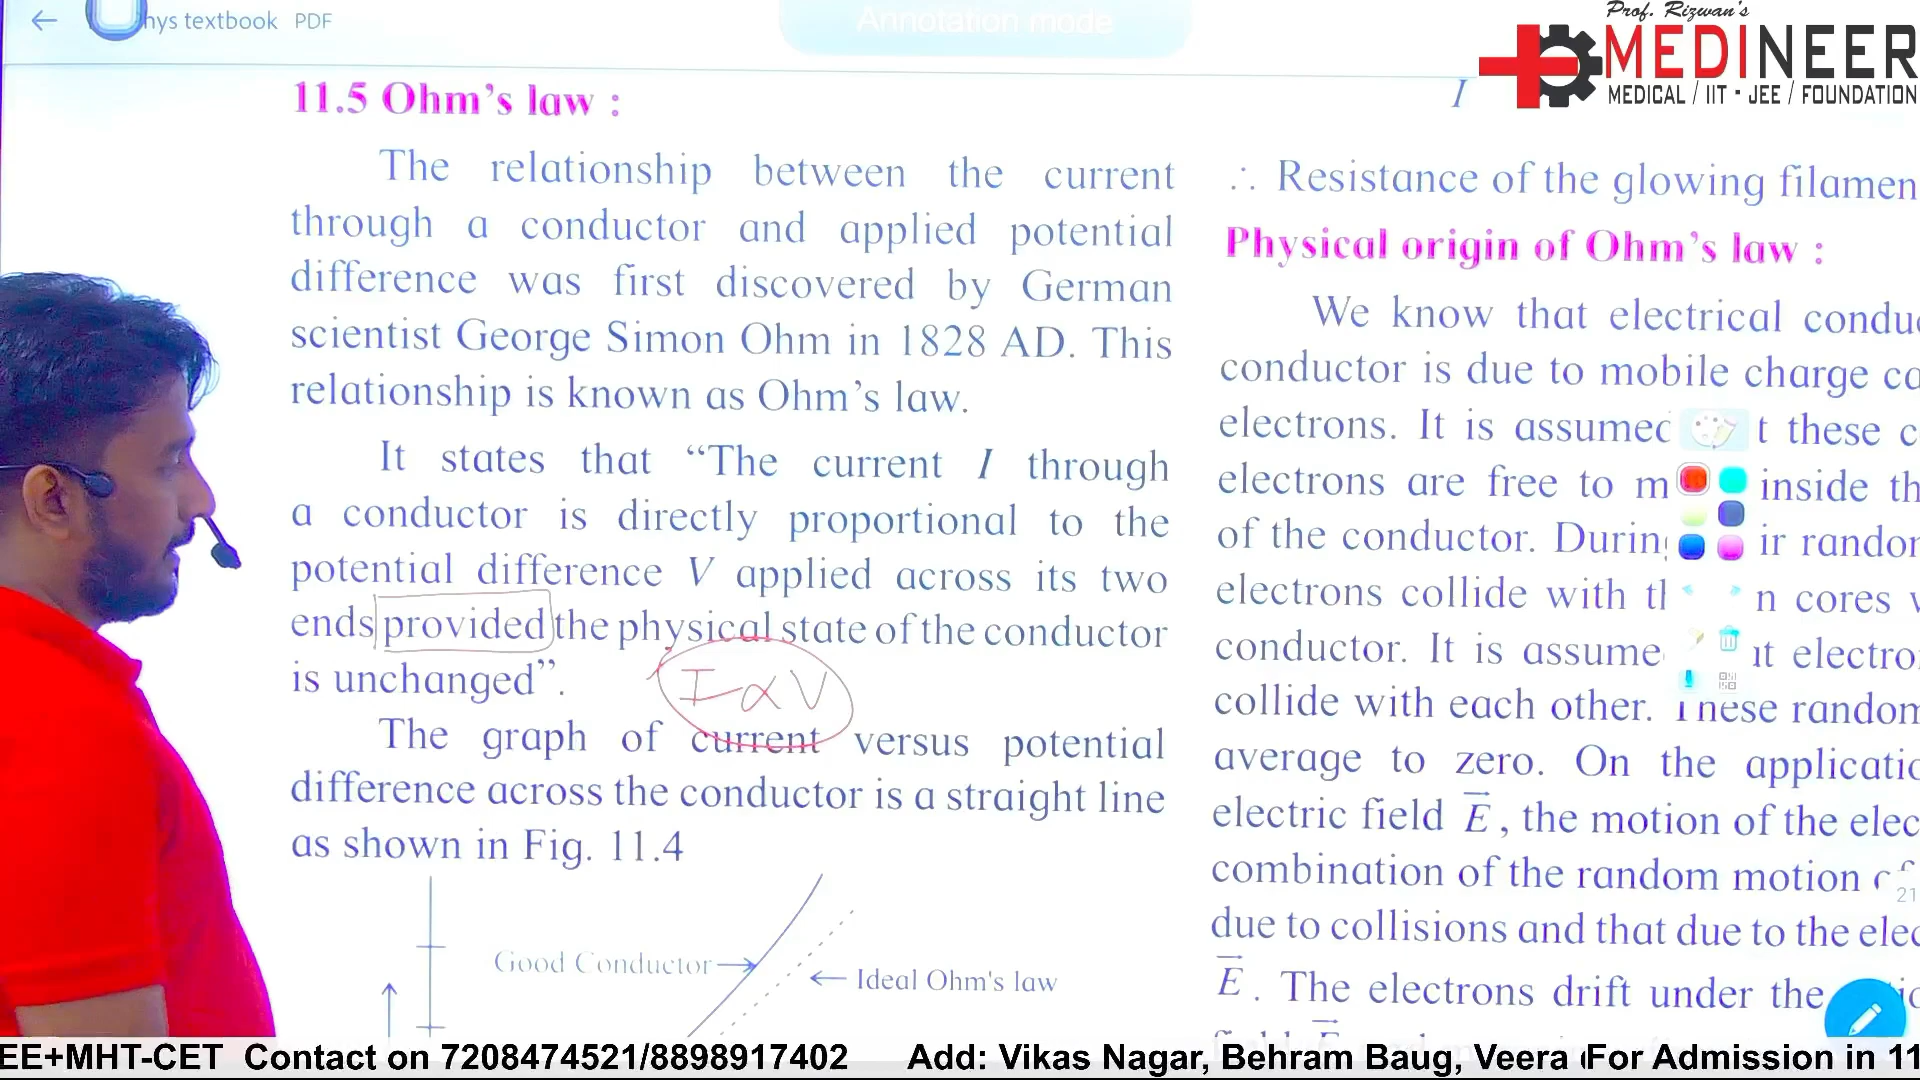 hys textbook PDF
Annotation mode
Prof. Rizwan's
MEDINEER
MEDICAL / IIT - JEE / FOUNDATION
11.5 Ohm's law :
The relationship between the current
through a conductor and applied potential
difference was first discovered by German
scientist George Simon Ohm in 1828 AD. This
relationship is known as Ohm's law.
It states that “The current I through
a conductor is directly proportional to the
potential difference V applied across its two
ends provided the physical state of the conductor
is unchanged”.
I α V
The graph of current versus potential
difference across the conductor is a straight line
as shown in Fig. 11.4
Good Conductor
Ideal Ohm's law
I
∴ Resistance of the glowing filamen
Physical origin of Ohm's law :
We know that electrical condu
conductor is due to mobile charge ca
electrons. It is assumed t these c
electrons are free to m inside th
of the conductor. During ir random
electrons collide with th n cores
conductor. It is assume at electro
collide with each other. These random
average to zero. On the applicatio
electric field E, the motion of the elec
combination of the random motion
21
due to collisions and that due to the elec
E. The electrons drift under the
EE+MHT-CET Contact on 7208474521/8898917402 Add: Vikas Nagar, Behram Baug, Veera For Admission in 11